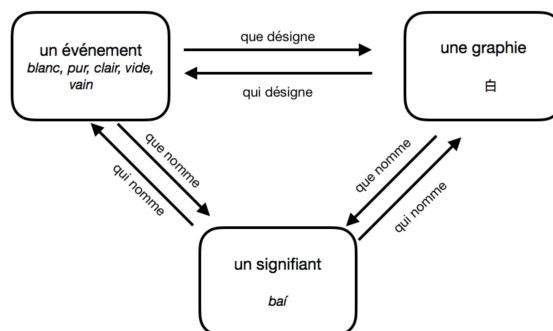 un événement
blanc, pur, clair, vide,
vain
que désigne
qui désigne
une graphie
白
que nomme
qui nomme
que nomme
qui nomme
un signifiant
baí